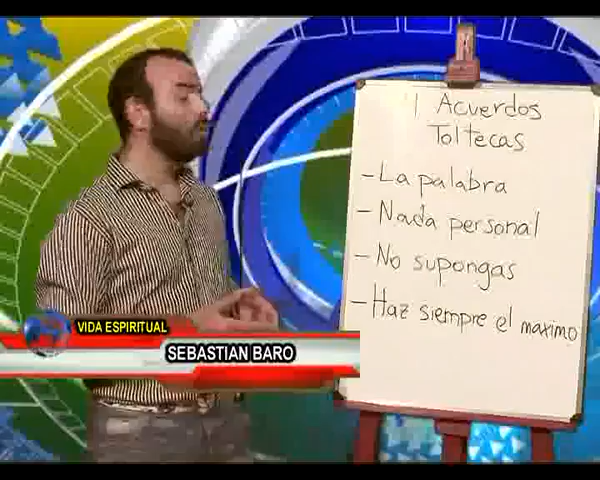 4 Acuerdos
Toltecas
- La palabra
- Nada personal
- No supongas
- Haz siempre el maximo
VIDA ESPIRITUAL
SEBASTIAN BARO